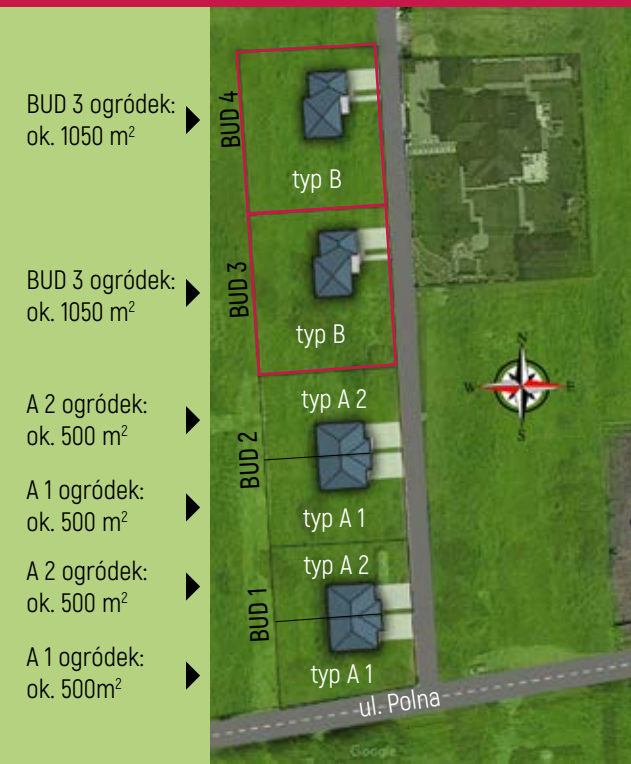 BUD 3 ogródek:
ok. 1050 m²
BUD 3 ogródek:
ok. 1050 m²
A 2 ogródek:
ok. 500 m²
A 1 ogródek:
ok. 500 m²
A 2 ogródek:
ok. 500 m²
A 1 ogródek:
ok. 500m²
BUD 4
typ B
BUD 3
typ B
typ A 2
BUD 2
typ A 1
typ A 2
BUD 1
typ A 1
ul. Polna
N
W
E
S
Google